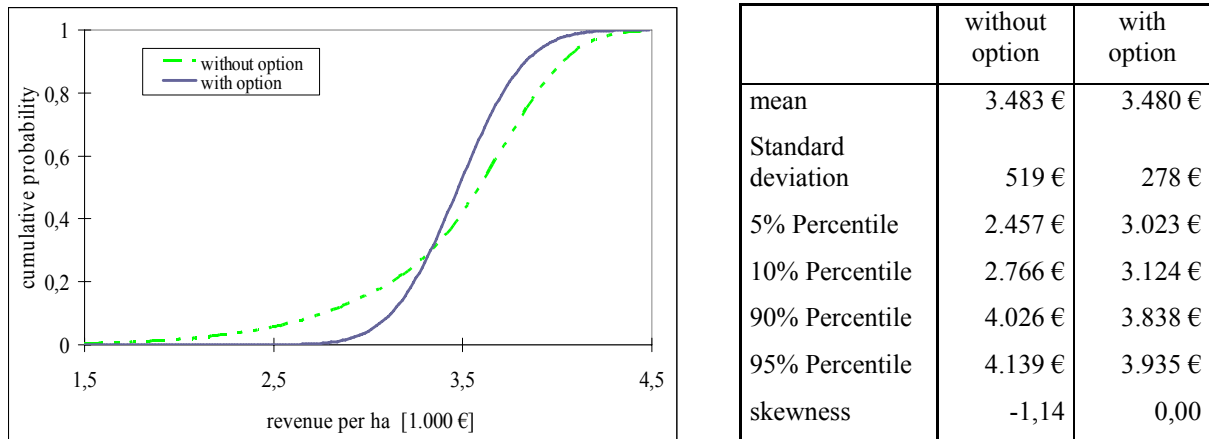 cumulative probability
1
0,8
0,6
0,4
0,2
0
without option
with option
1,5 2,5 3,5 4,5
revenue per ha [1.000 €]
without with
option option
mean 3.483 € 3.480 €
Standard
deviation 519 € 278 €
5% Percentile 2.457 € 3.023 €
10% Percentile 2.766 € 3.124 €
90% Percentile 4.026 € 3.838 €
95% Percentile 4.139 € 3.935 €
skewness -1,14 0,00